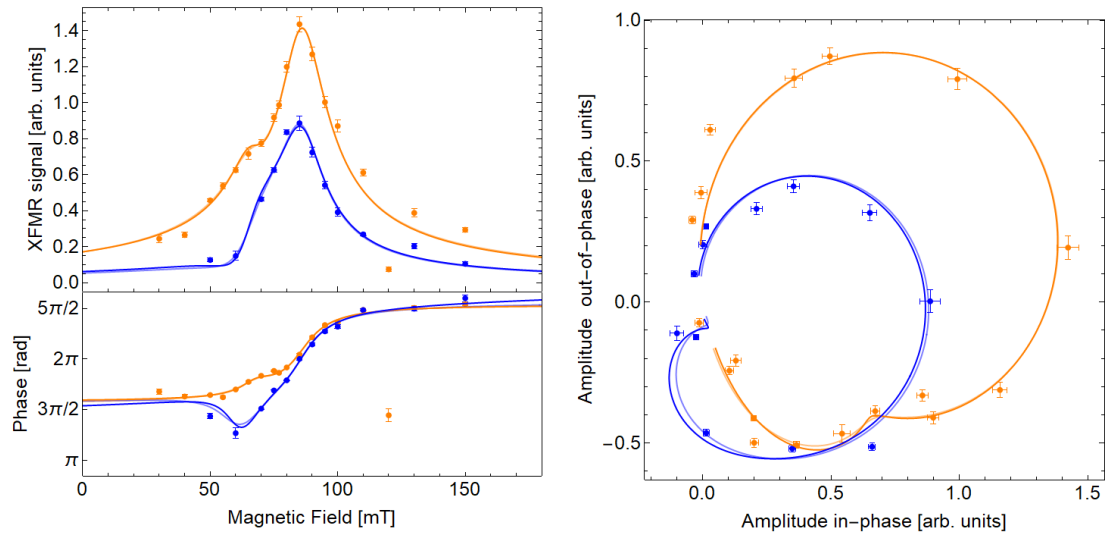 1.4
1.2
1.0
0.8
0.6
0.4
0.2
0.0
XFMR signal [arb. units]
5π/2
2π
3π/2
π
Phase [rad]
0
50
100
150
Magnetic Field [mT]
1.0
0.5
0.0
−0.5
Amplitude out−of−phase [arb. units]
0.0
0.5
1.0
1.5
Amplitude in−phase [arb. units]